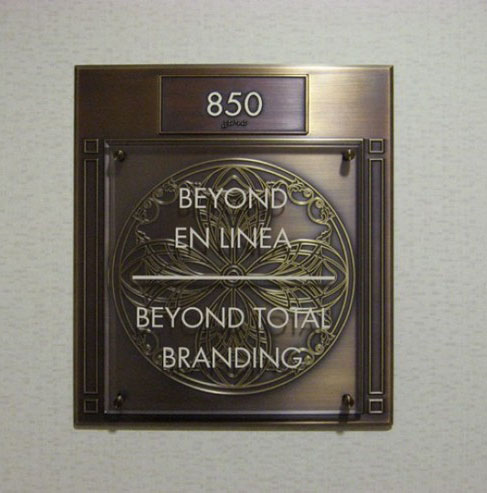 850
BEYOND
EN LINEA
BEYOND TOTAL
BRANDING